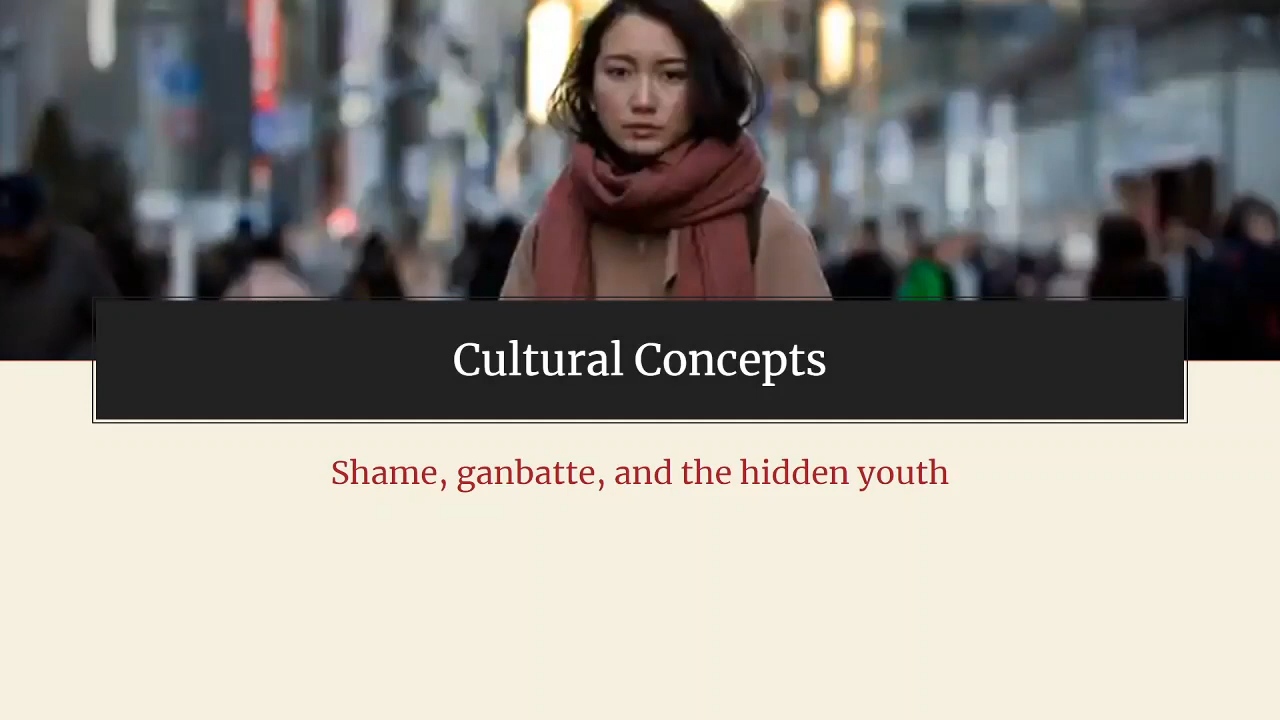 Cultural Concepts
Shame, ganbatte, and the hidden youth